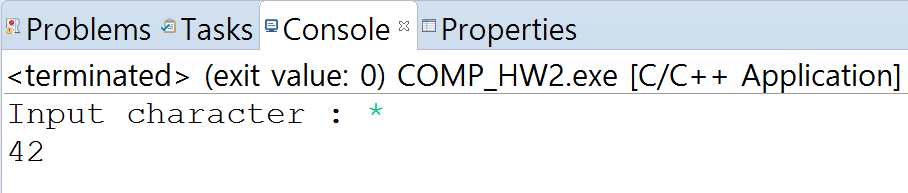 Problems Tasks Console Properties
<terminated> (exit value: 0) COMP_HW2.exe [C/C++ Application]
Input character : *
42